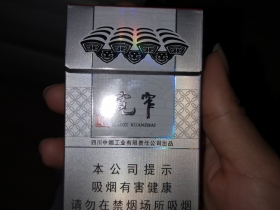 宽窄
KUANZHAI
四川中烟工业有限责任公司出品
本公司提示
吸烟有害健康
请勿在禁烟场所吸烟